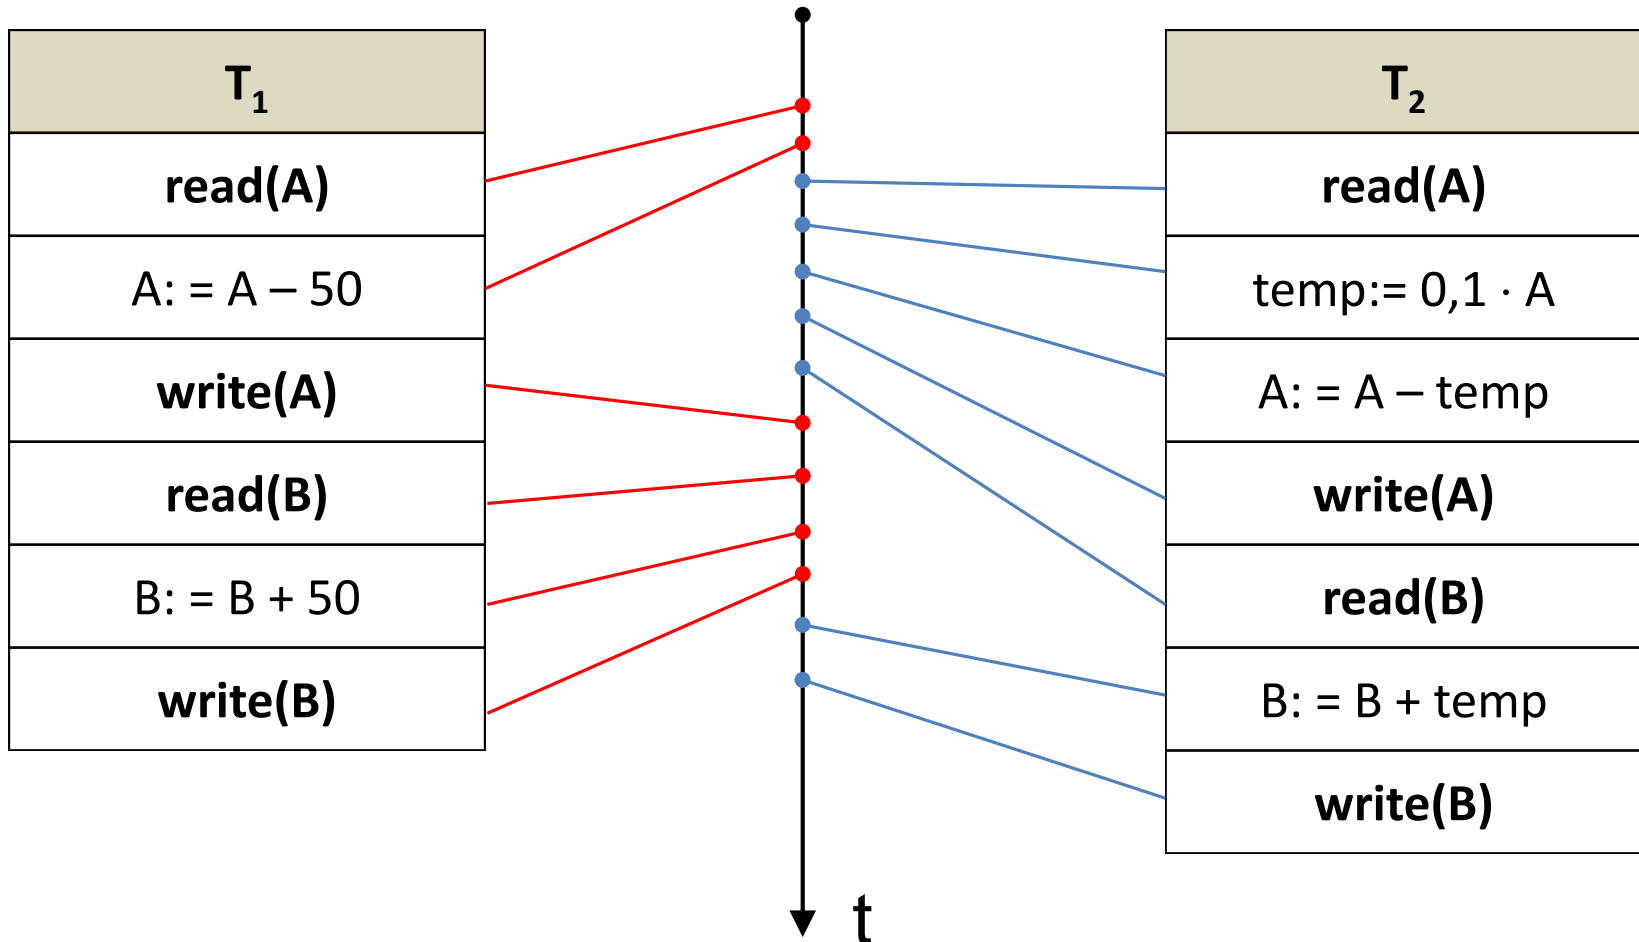 T₁
read(A)
A: = A – 50
write(A)
read(B)
B: = B + 50
write(B)
T₂
read(A)
temp:= 0,1 · A
A: = A – temp
write(A)
read(B)
B: = B + temp
write(B)
t